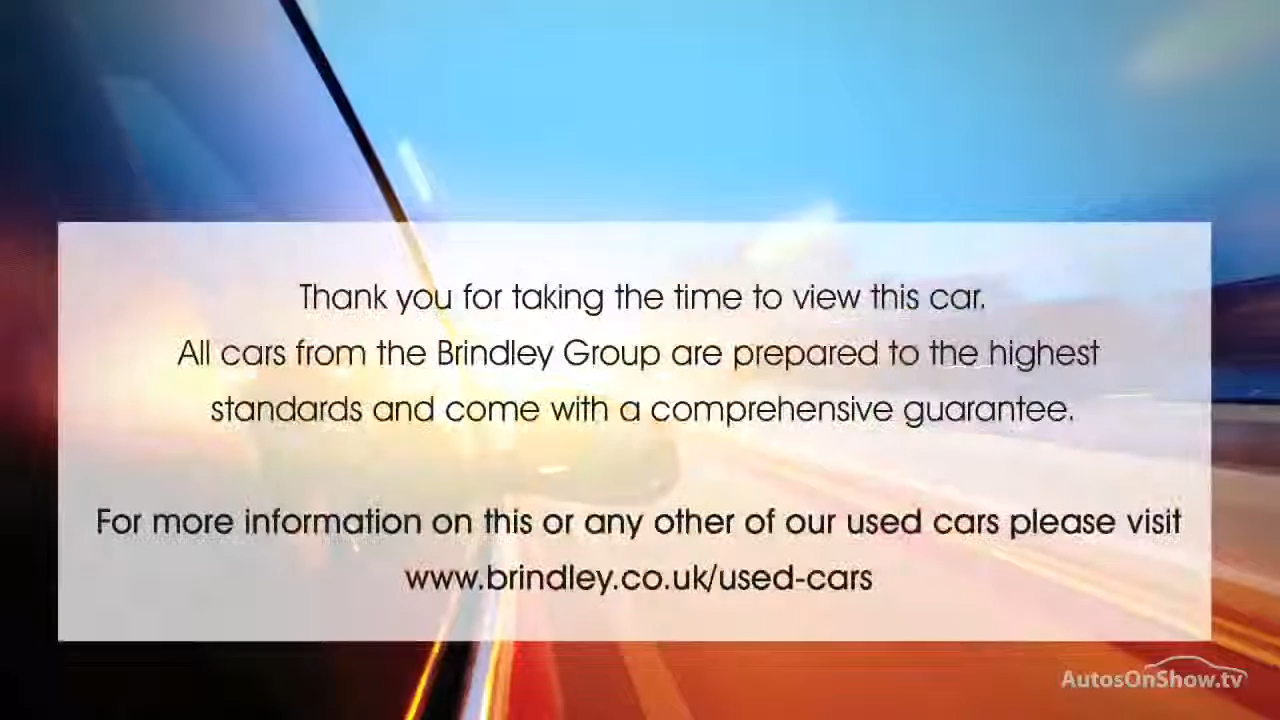 Thank you for taking the time to view this car.
All cars from the Brindley Group are prepared to the highest
standards and come with a comprehensive guarantee.
For more information on this or any other of our used cars please visit
www.brindley.co.uk/used-cars
AutosOnShow.tv